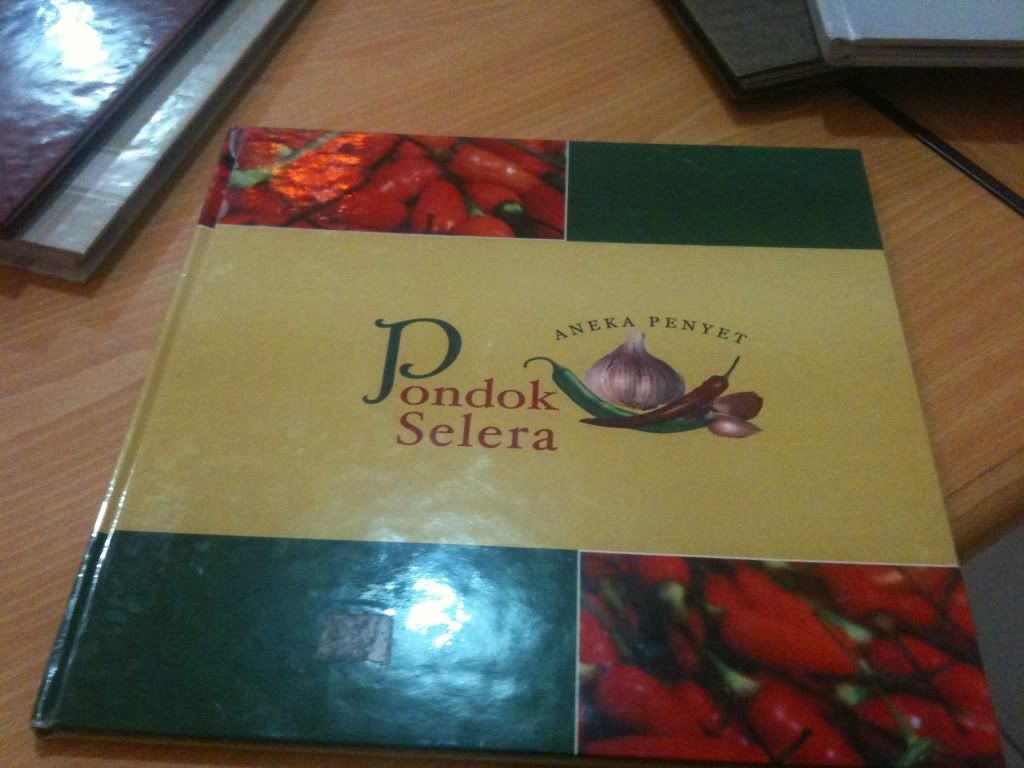 Pondok
Selera
ANEKA PENYET